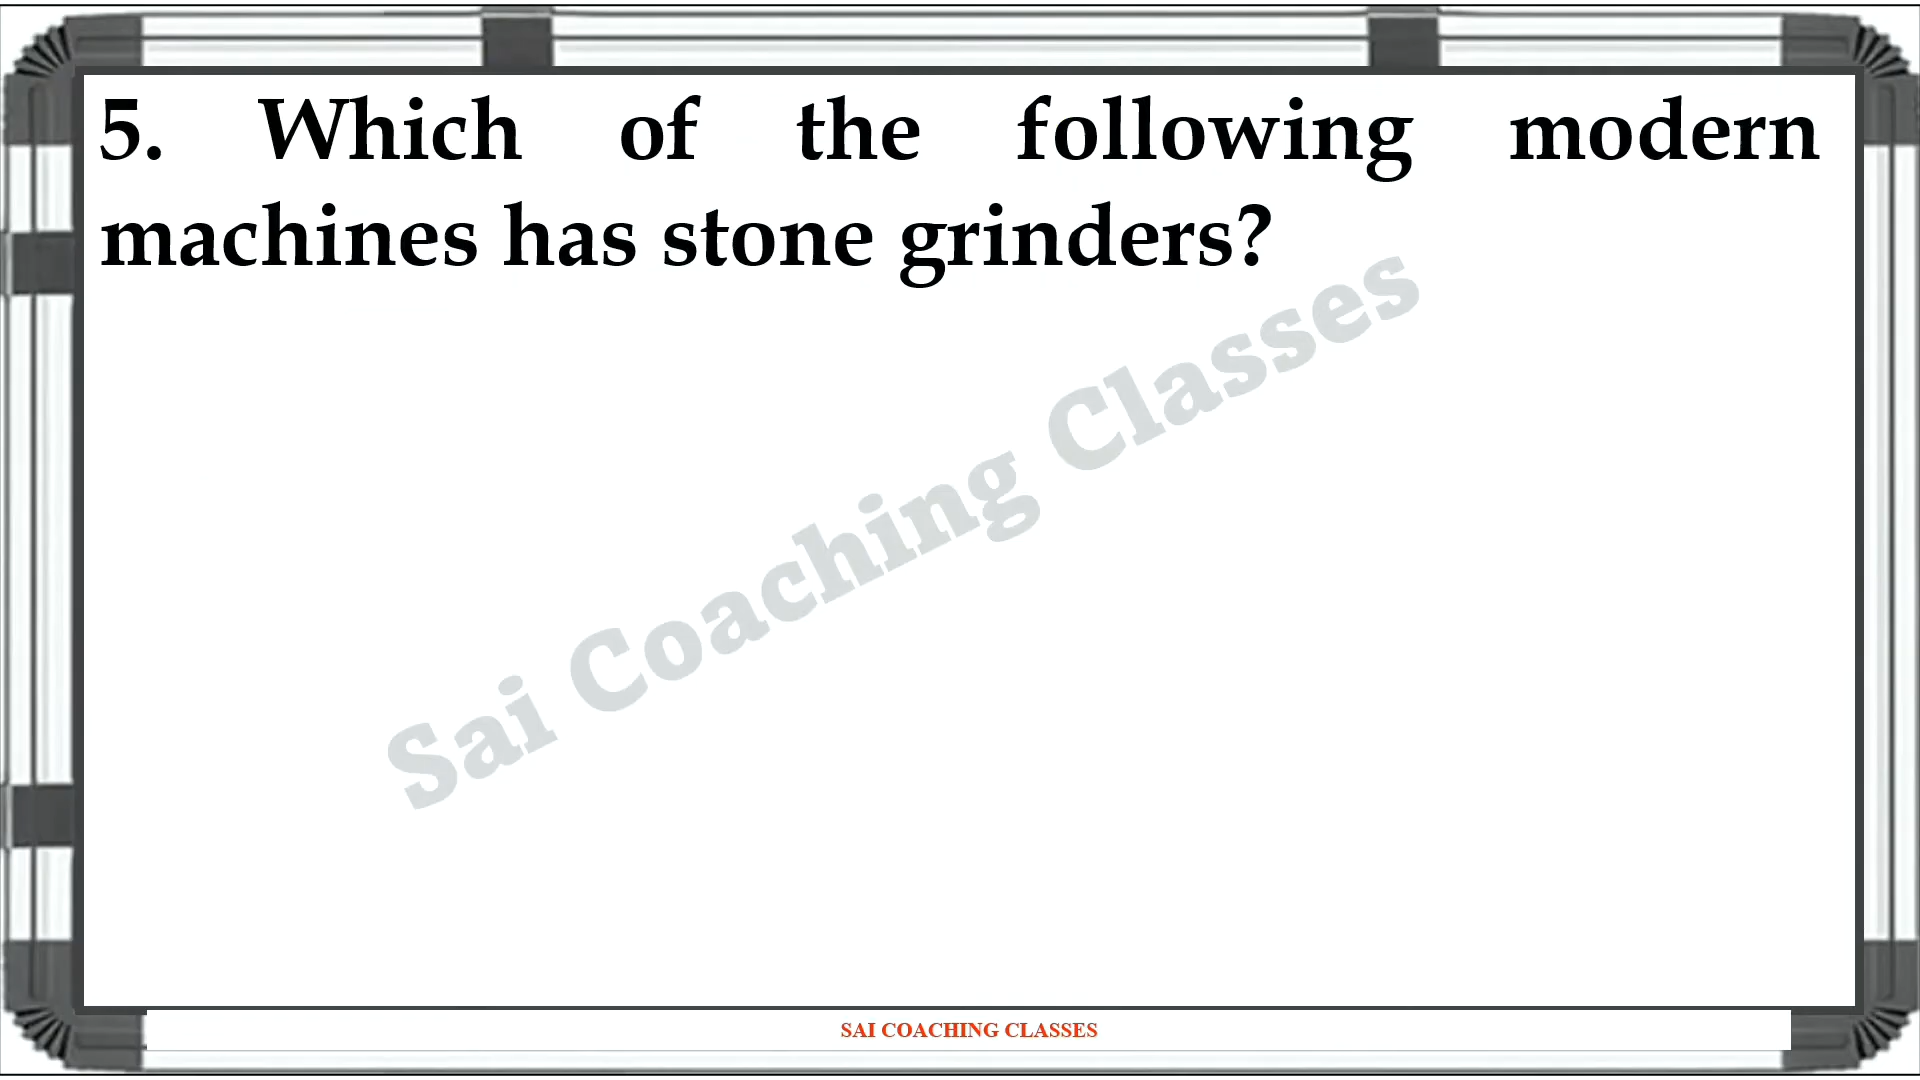 5. Which of the following modern
machines has stone grinders?
Sai Coaching Classes
SAI COACHING CLASSES